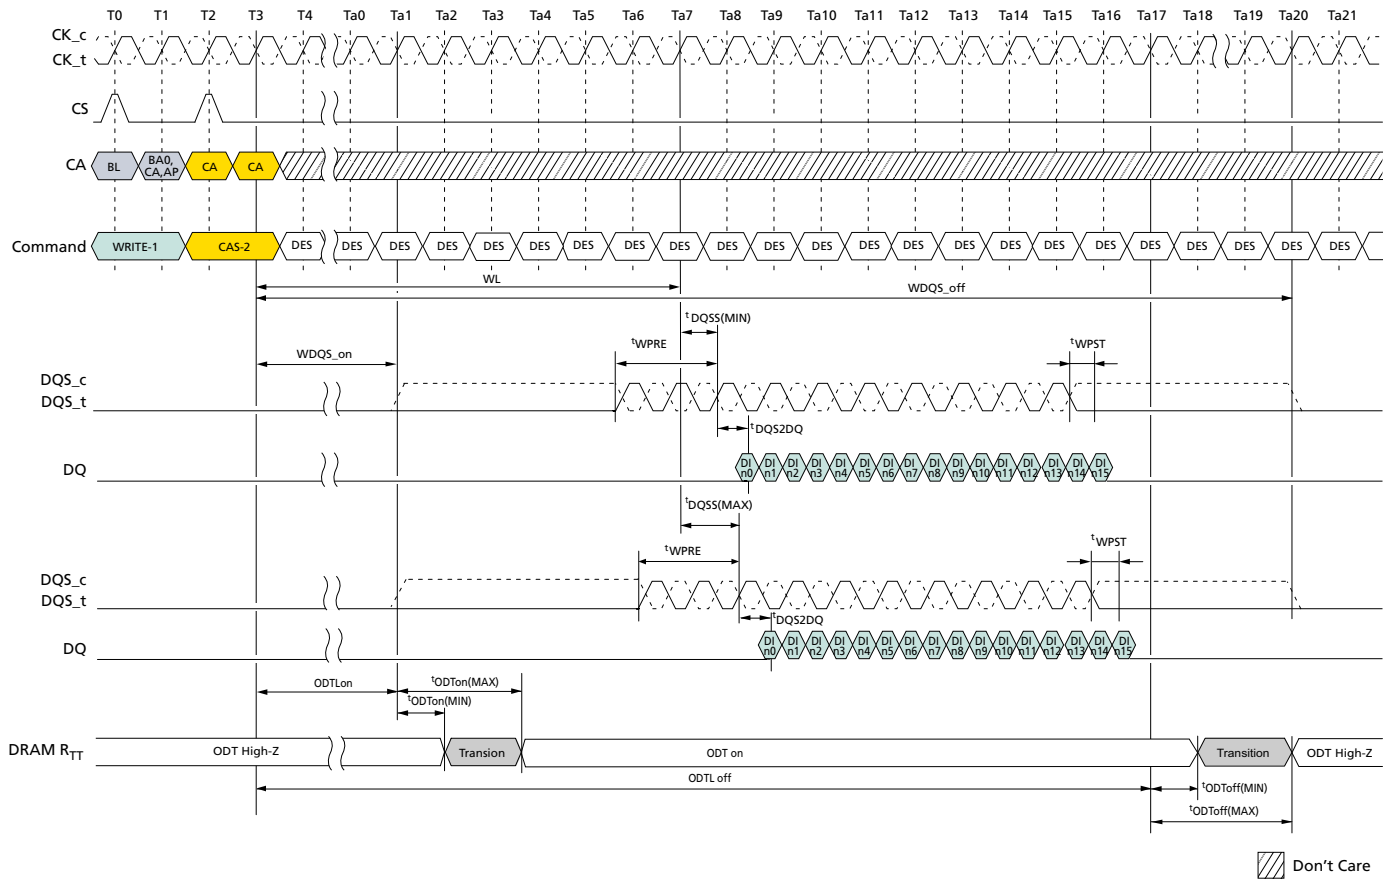 T0 T1 T2 T3 T4 Ta0 Ta1 Ta2 Ta3 Ta4 Ta5 Ta6 Ta7 Ta8 Ta9 Ta10 Ta11 Ta12 Ta13 Ta14 Ta15 Ta16 Ta17 Ta18 Ta19 Ta20 Ta21
CK_c
CK_t
CS
CA BL BA0, CA,AP CA CA
Command WRITE-1 CAS-2 DES DES DES DES DES DES DES DES DES DES DES DES DES DES DES DES DES DES DES DES DES DES DES
WL
WDQS_off
tDQSS(MIN)
WDQS_on tWPRE tWPST
DQS_c
DQS_t
tDQS2DQ
DQ DI n0 DI n1 DI n2 DI n3 DI n4 DI n5 DI n6 DI n7 DI n8 DI n9 DI n10 DI n11 DI n12 DI n13 DI n14 DI n15
tDQSS(MAX)
tWPRE tWPST
DQS_c
DQS_t
tDQS2DQ
DQ DI n0 DI n1 DI n2 DI n3 DI n4 DI n5 DI n6 DI n7 DI n8 DI n9 DI n10 DI n11 DI n12 DI n13 DI n14 DI n15
ODTLon tODTon(MAX)
tODTon(MIN)
DRAM RTT ODT High-Z Transion ODT on Transition ODT High-Z
ODTL off tODToff(MIN)
tODToff(MAX)
Don't Care